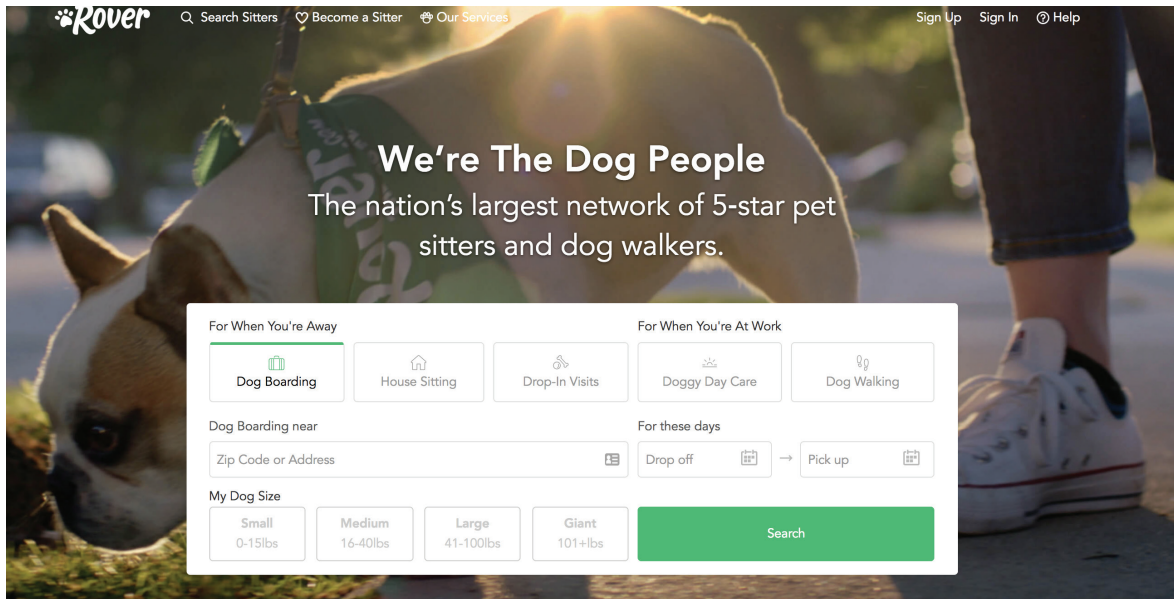 Rover
Search Sitters
Become a Sitter
Our Services
Sign Up
Sign In
Help
We're The Dog People
The nation's largest network of 5-star pet
sitters and dog walkers.
For When You're Away
For When You're At Work
Dog Boarding
House Sitting
Drop-In Visits
Doggy Day Care
Dog Walking
Dog Boarding near
For these days
Zip Code or Address
Drop off
→
Pick up
My Dog Size
Small
0-15lbs
Medium
16-40lbs
Large
41-100lbs
Giant
101+lbs
Search